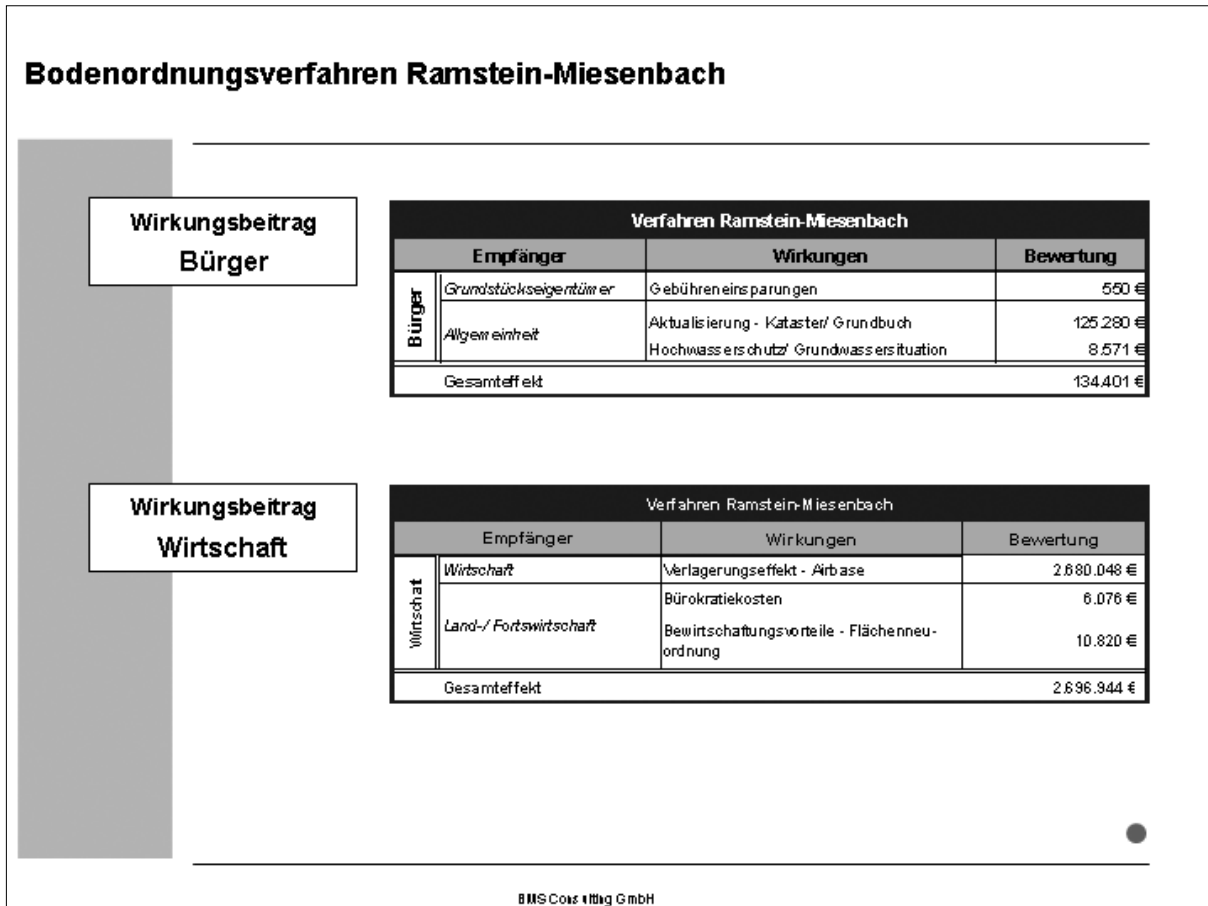 Bodenordnungsverfahren Ramstein-Miesenbach
Wirkungsbeitrag
Bürger
Verfahren Ramstein-Miesenbach
Empfänger Wirkungen Bewertung
Bürger
Grundstückseigentümer Gebühreneinsparungen 550 €
Allgemeinheit
Aktualisierung - Kataster/ Grundbuch 125.280 €
Hochwasserschutz/ Grundwassersituation 8.571 €
Gesamteffekt 134.401 €
Wirkungsbeitrag
Wirtschaft
Verfahren Ramstein-Miesenbach
Empfänger Wirkungen Bewertung
Wirtschat
Wirtschaft Verlagerungseffekt - Airbase 2.680.048 €
Land-/ Fortswirtschaft
Bürokratiekosten 6.076 €
Bewirtschaftungsvorteile - Flächenneu-
ordnung 10.820 €
Gesamteffekt 2.696.944 €
BMS Consulting GmbH